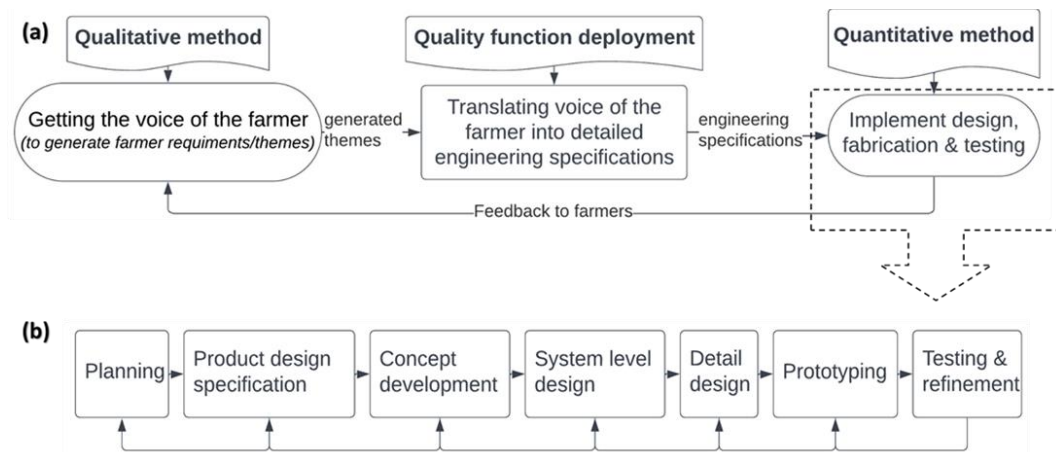 (a)
Qualitative method
Quality function deployment
Quantitative method
Getting the voice of the farmer
(to generate farmer requiments/themes)
generated
themes
Translating voice of the
farmer into detailed
engineering specifications
engineering
specifications
Implement design,
fabrication & testing
Feedback to farmers
(b)
Planning
Product design
specification
Concept
development
System level
design
Detail
design
Prototyping
Testing &
refinement